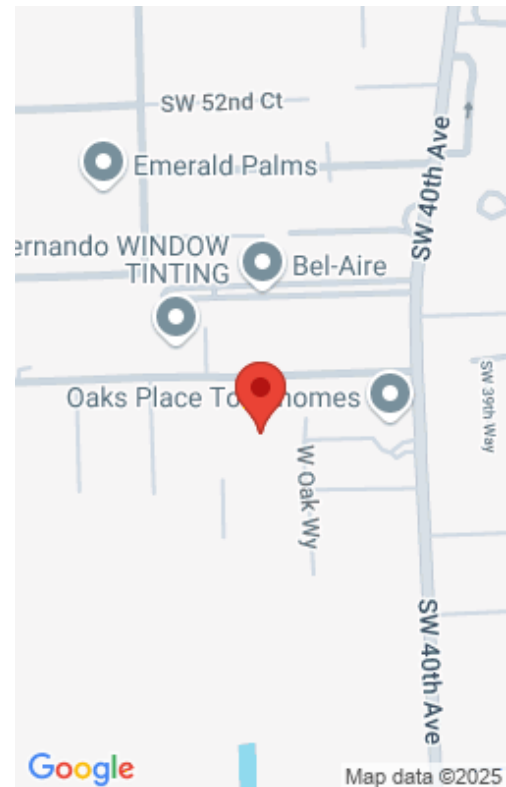 SW 52nd Ct
Emerald Palms
SW 40th Ave
ernando WINDOW
TINTING
Bel-Aire
Oaks Place To
homes
SW 39th Way
W Oak Wy
SW 40th Ave
Google
Map data ©2025